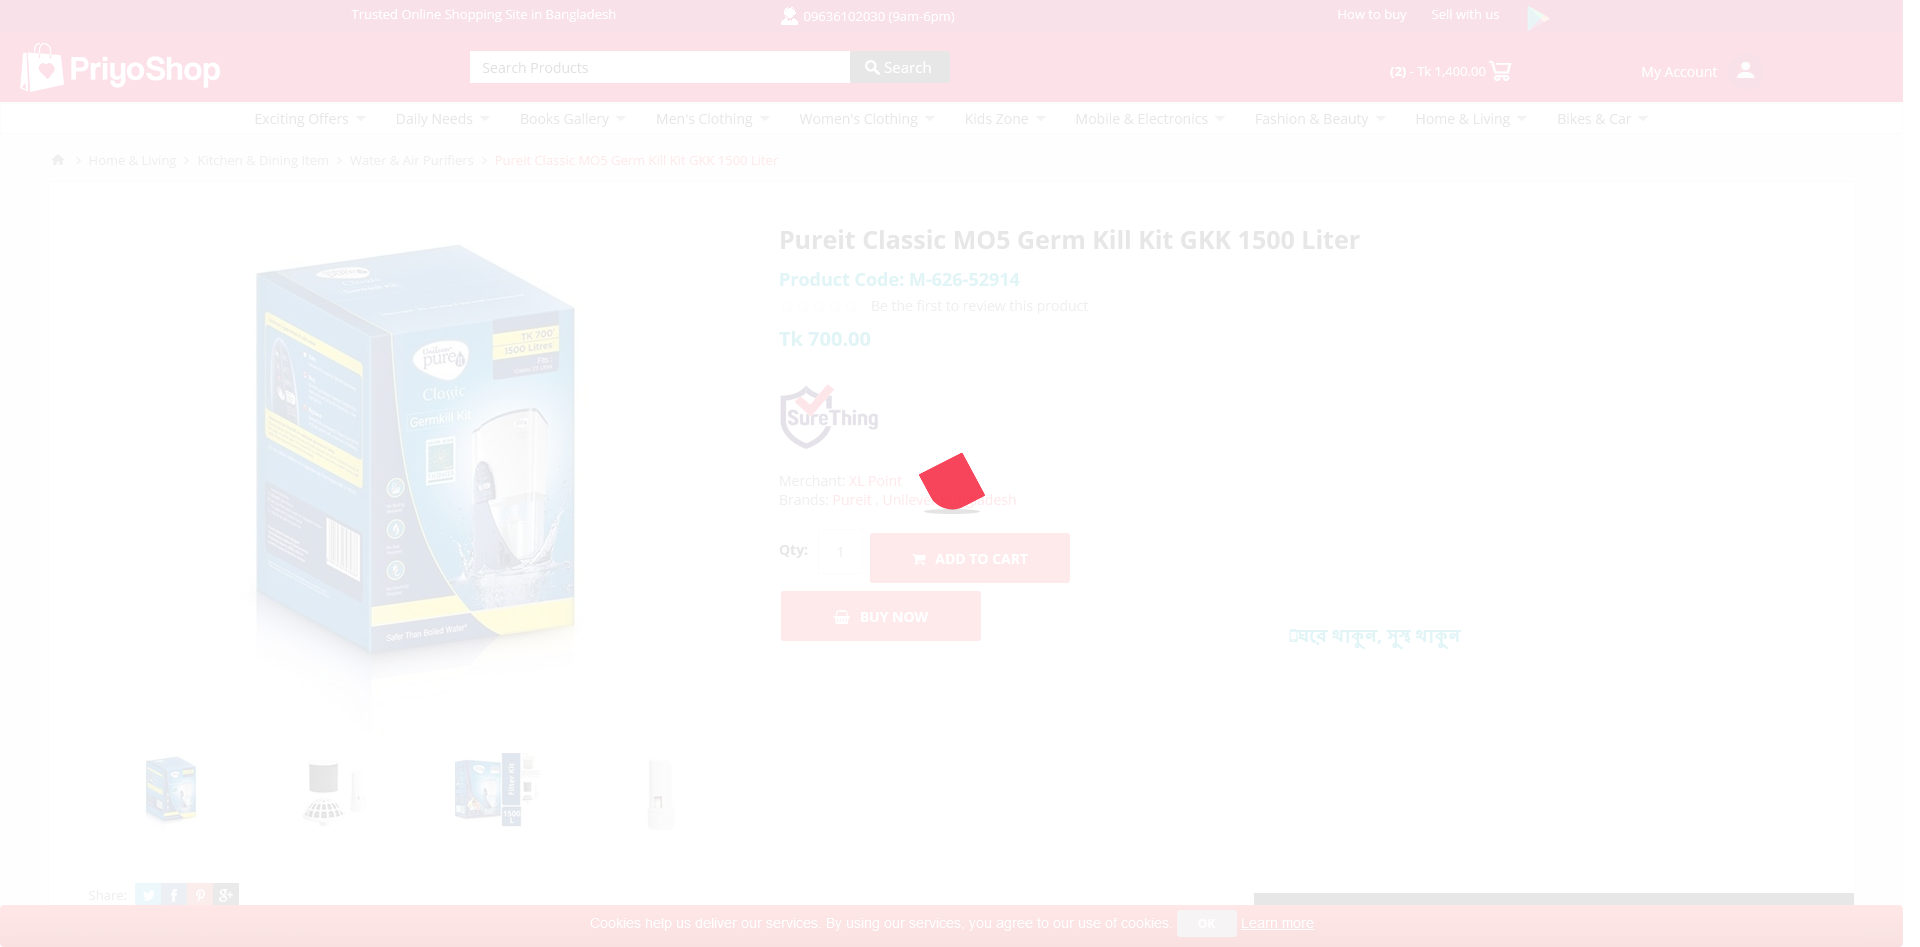 Trusted Online Shopping Site in Bangladesh
09636102030 (9am-6pm)
How to buy
Sell with us
PriyoShop
Search Products
Search
(2) - Tk 1,400.00
My Account
Exciting Offers
Daily Needs
Books Gallery
Men's Clothing
Women's Clothing
Kids Zone
Mobile & Electronics
Fashion & Beauty
Home & Living
Bikes & Car
Home & Living > Kitchen & Dining Item > Water & Air Purifiers > Pureit Classic MO5 Germ Kill Kit GKK 1500 Liter
Pureit Classic MO5 Germ Kill Kit GKK 1500 Liter
Product Code: M-626-52914
Be the first to review this product
Tk 700.00
TK 700
1500 Litres
Unilever
pureit
Classic
Germkill Kit
Safer Than Boiled Water*
SureThing
Merchant: XL Point
Brands: Pureit , Unilever
Qty:
1
ADD TO CART
BUY NOW
ঘরে থাকুন, সুস্থ থাকুন
Filter Kit
1500 L
Share:
Cookies help us deliver our services. By using our services, you agree to our use of cookies.
OK
Learn more